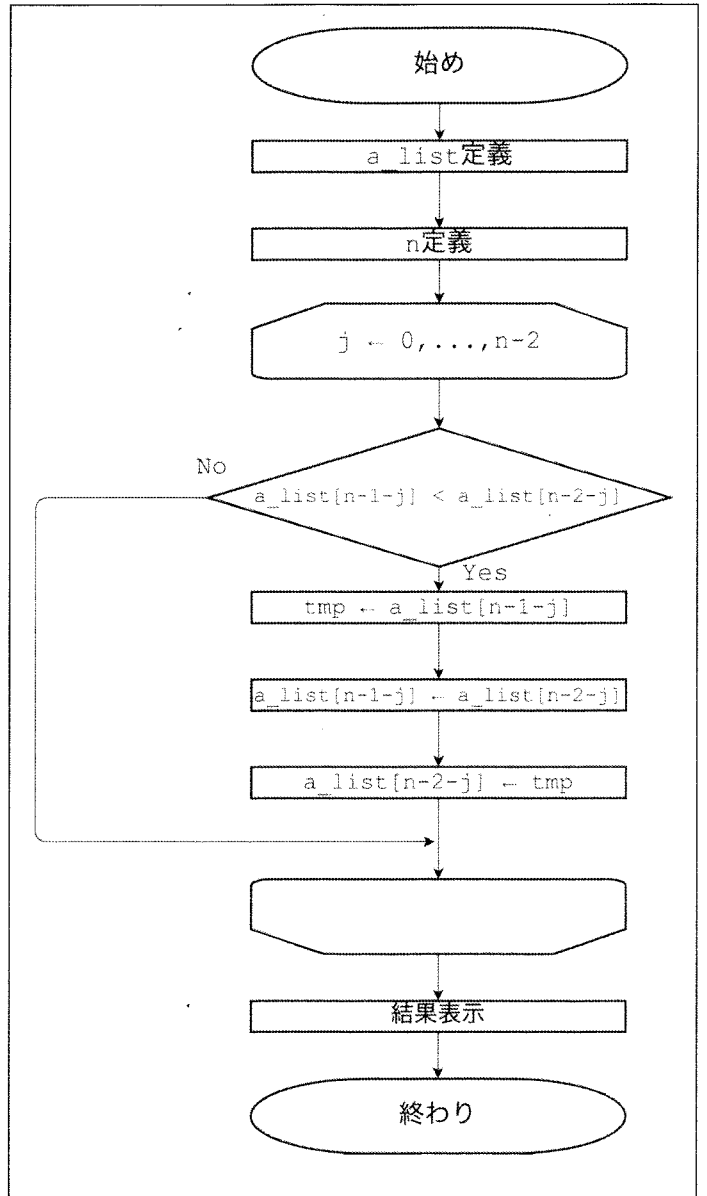 始め
a_list定義
n定義
j ← 0,...,n-2
No
a_list[n-1-j] < a_list[n-2-j]
Yes
tmp ← a_list[n-1-j]
a_list[n-1-j] ← a_list[n-2-j]
a_list[n-2-j] ← tmp
結果表示
終わり